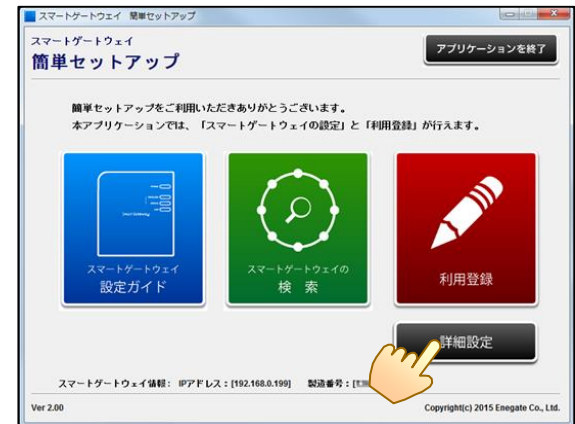 スマートゲートウェイ 簡単セットアップ
スマートゲートウェイ
簡単セットアップ
アプリケーションを終了
簡単セットアップをご利用いただきありがとうございます。
本アプリケーションでは、「スマートゲートウェイの設定」と「利用登録」が行えます。
スマートゲートウェイ
設定ガイド
スマートゲートウェイの
検 索
利用登録
詳細設定
スマートゲートウェイ情報: IPアドレス:[192.168.0.199] 製造番号:[
Ver 2.00
Copyright(c) 2015 Enegate Co., Ltd.